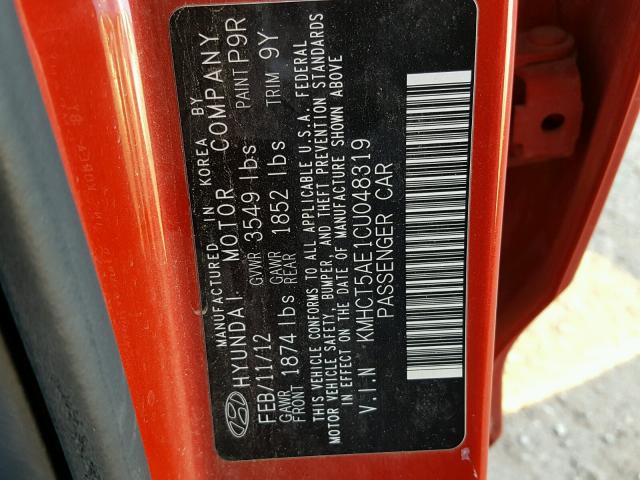 MANUFACTURED IN KOREA BY
HYUNDAI MOTOR COMPANY
FEB/11/12 GVWR 3549 lbs PAINT P9R
GAWR FRONT 1874 lbs GAWR REAR 1852 lbs TRIM 9Y
THIS VEHICLE CONFORMS TO ALL APPLICABLE U.S.A. FEDERAL
MOTOR VEHICLE SAFETY, BUMPER, AND THEFT PREVENTION STANDARDS
IN EFFECT ON THE DATE OF MANUFACTURE SHOWN ABOVE
V.I.N KMHCT5AE1CU048319
PASSENGER CAR